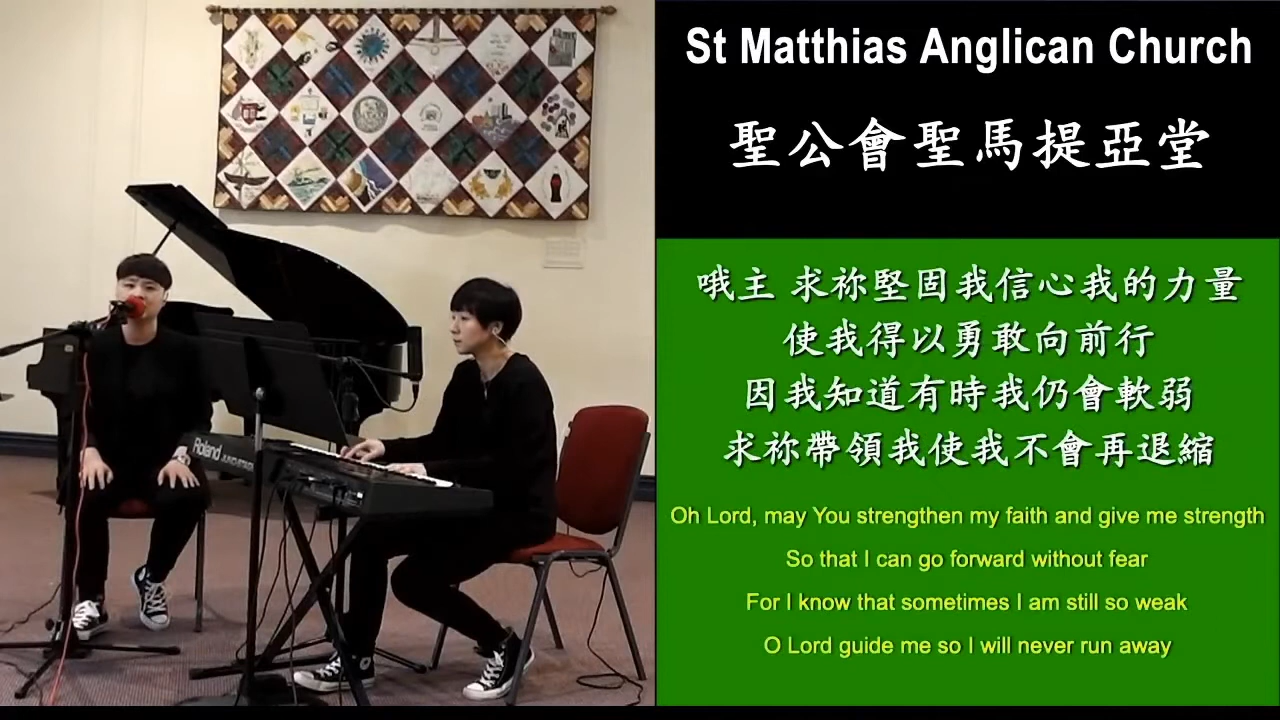 St Matthias Anglican Church
聖公會聖馬提亞堂
哦主 求祢堅固我信心我的力量
使我得以勇敢向前行
因我知道有時我仍會軟弱
求祢帶領我使我不會再退縮
Oh Lord, may You strengthen my faith and give me strength
So that I can go forward without fear
For I know that sometimes I am still so weak
O Lord guide me so I will never run away
Roland